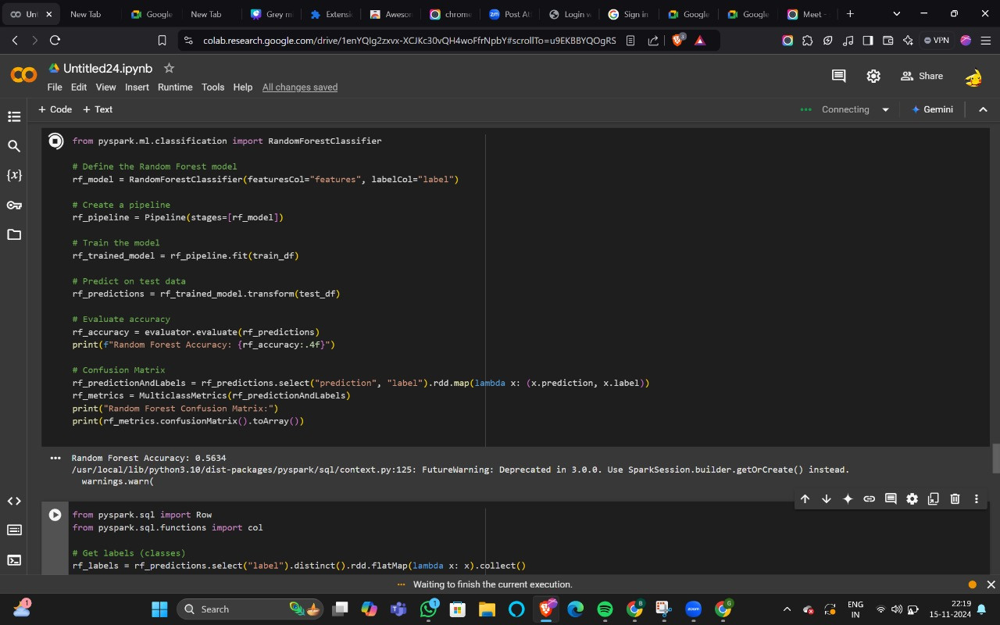 Unt
New Tab
Google
New Tab
Grey m
Extensi
Awesom
chrome
Post At
Login w
Sign in
Google
Google
Meet -
colab.research.google.com/drive/1enYQIg2zxvx-XCJKc30vQH4woFfrNpbY#scrollTo=u9EKBBYQOgRS
3
VPN
Untitled24.ipynb
File Edit View Insert Runtime Tools Help All changes saved
Share
+ Code + Text
Connecting
Gemini
from pyspark.ml.classification import RandomForestClassifier
# Define the Random Forest model
rf_model = RandomForestClassifier(featuresCol="features", labelCol="label")
# Create a pipeline
rf_pipeline = Pipeline(stages=[rf_model])
# Train the model
rf_trained_model = rf_pipeline.fit(train_df)
# Predict on test data
rf_predictions = rf_trained_model.transform(test_df)
# Evaluate accuracy
rf_accuracy = evaluator.evaluate(rf_predictions)
print(f"Random Forest Accuracy: {rf_accuracy:.4f}")
# Confusion Matrix
rf_predictionAndLabels = rf_predictions.select("prediction", "label").rdd.map(lambda x: (x.prediction, x.label))
rf_metrics = MulticlassMetrics(rf_predictionAndLabels)
print("Random Forest Confusion Matrix:")
print(rf_metrics.confusionMatrix().toArray())
Random Forest Accuracy: 0.5634
/usr/local/lib/python3.10/dist-packages/pyspark/sql/context.py:125: FutureWarning: Deprecated in 3.0.0. Use SparkSession.builder.getOrCreate() instead.
warnings.warn(
from pyspark.sql import Row
from pyspark.sql.functions import col
# Get labels (classes)
rf_labels = rf_predictions.select("label").distinct().rdd.flatMap(lambda x: x).collect()
Waiting to finish the current execution.
1
Search
1
zoom
B
G
ENG
IN
22:19
15-11-2024